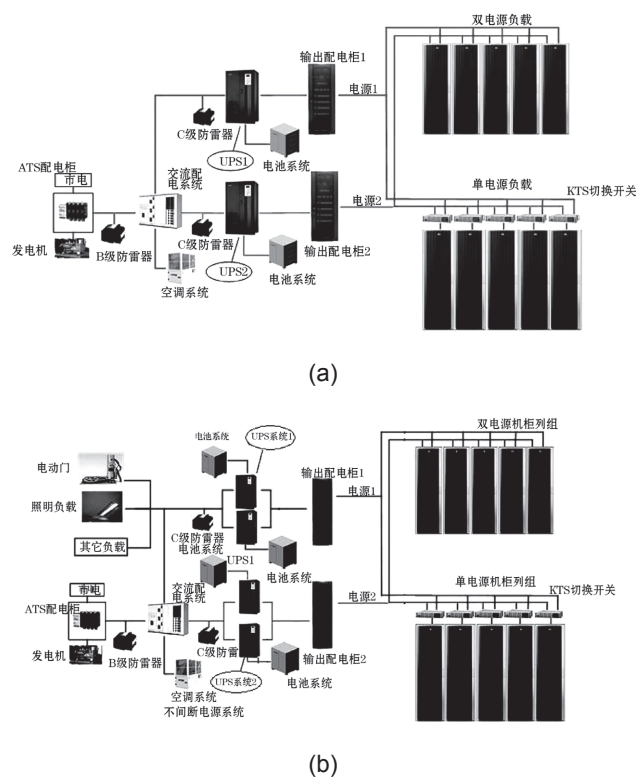 双电源负载
输出配电柜1
电源1
C级防雷器
UPS1
电池系统
ATS配电柜
市电
交流配
电系统
单电源负载
KTS切换开关
电源2
发电机
B级防雷器
C级防雷器
UPS2
输出配电柜2
电池系统
空调系统
(a)
双电源机柜列组
电池系统
UPS系统1
电动门
输出配电柜1
电源1
照明负载
C级防雷器
电池系统
其它负载
UPS1
电池系统
单电源机柜列组
市电
ATS配电柜
交流配
电系统
KTS切换开关
电源2
发电机
B级防雷器
C级防雷
输出配电柜2
UPS系统2
电池系统
空调系统
不间断电源系统
(b)